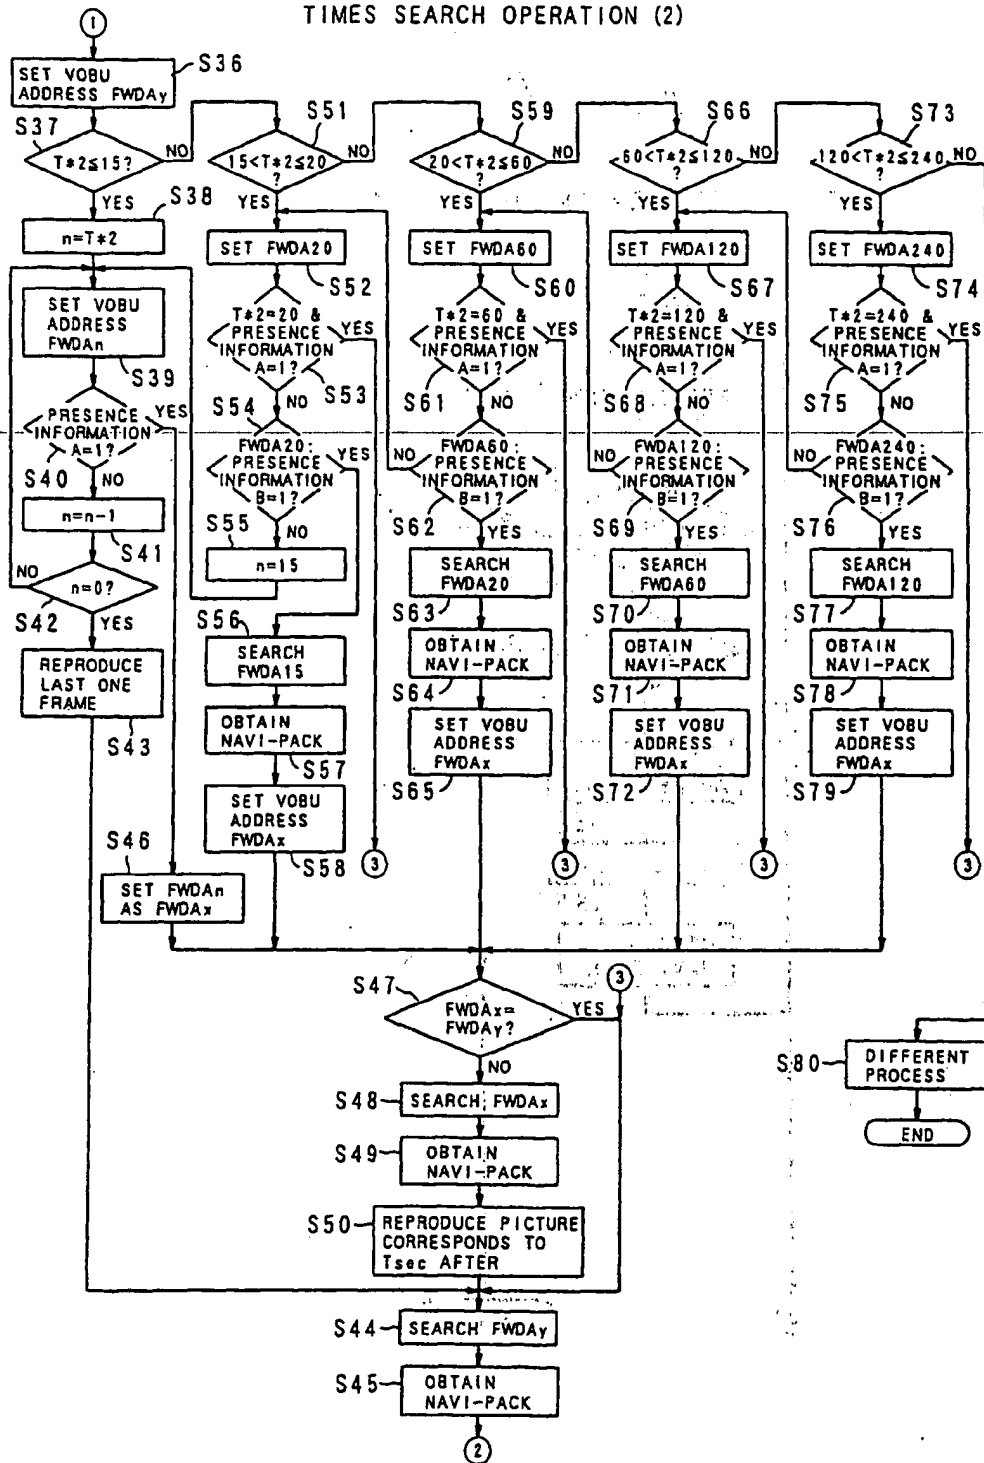 TIMES SEARCH OPERATION (2)
1
S36
SET VOBU
ADDRESS FWDAy
S37
T*2≤15?
NO
YES
S38
n=T*2
SET VOBU
ADDRESS
FWDAn
S39
PRESENCE
INFORMATION
A=1?
YES
S40
NO
n=n-1
S41
NO
n=0?
S42
YES
REPRODUCE
LAST ONE
FRAME
S43
S46
SET FWDAn
AS FWDAx
S51
15<T*2≤20
?
NO
YES
SET FWDA20
S52
T*2=20 &
PRESENCE
INFORMATION
A=1?
YES
S53
NO
S54
FWDA20:
PRESENCE
INFORMATION
B=1?
YES
NO
S55
n=15
S56
SEARCH
FWDA15
OBTAIN
NAVI-PACK
S57
SET VOBU
ADDRESS
FWDAx
S58
3
S59
20<T*2≤60
?
NO
YES
SET FWDA60
S60
T*2=60 &
PRESENCE
INFORMATION
A=1?
YES
S61
NO
FWDA60:
PRESENCE
INFORMATION
B=1?
NO
S62
YES
SEARCH
FWDA20
S63
OBTAIN
NAVI-PACK
S64
SET VOBU
ADDRESS
FWDAx
S65
3
S66
60<T*2≤120
?
NO
YES
SET FWDA120
S67
T*2=120 &
PRESENCE
INFORMATION
A=1?
YES
S68
NO
FWDA120:
PRESENCE
INFORMATION
B=1?
NO
S69
YES
SEARCH
FWDA60
S70
OBTAIN
NAVI-PACK
S71
SET VOBU
ADDRESS
FWDAx
S72
3
S73
120<T*2≤240
?
NO
YES
SET FWDA240
S74
T*2=240 &
PRESENCE
INFORMATION
A=1?
YES
S75
NO
FWDA240:
PRESENCE
INFORMATION
B=1?
NO
S76
YES
SEARCH
FWDA120
S77
OBTAIN
NAVI-PACK
S78
SET VOBU
ADDRESS
FWDAx
S79
3
S47
FWDAx=
FWDAy?
YES
3
NO
S48
SEARCH FWDAx
S49
OBTAIN
NAVI-PACK
S50
REPRODUCE PICTURE
CORRESPONDS TO
Tsec AFTER
S44
SEARCH FWDAy
S45
OBTAIN
NAVI-PACK
2
S80
DIFFERENT
PROCESS
END